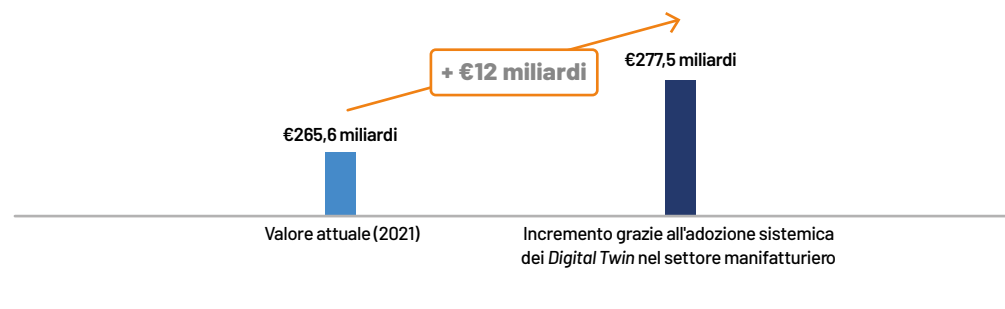 + €12 miliardi
€277,5 miliardi
€265,6 miliardi
Valore attuale (2021)
Incremento grazie all'adozione sistemica
dei Digital Twin nel settore manifatturiero